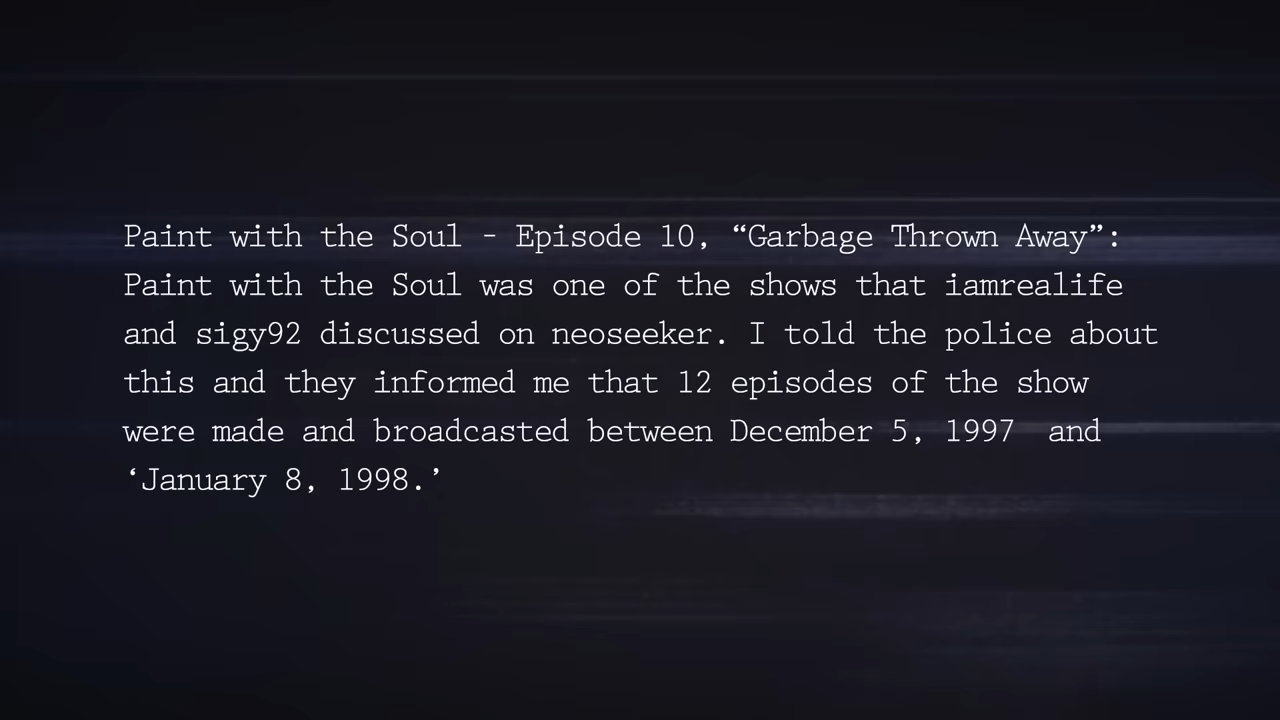 Paint with the Soul - Episode 10, “Garbage Thrown Away”:
Paint with the Soul was one of the shows that iamrealife
and sigy92 discussed on neoseeker. I told the police about
this and they informed me that 12 episodes of the show
were made and broadcasted between December 5, 1997  and
‘January 8, 1998.’